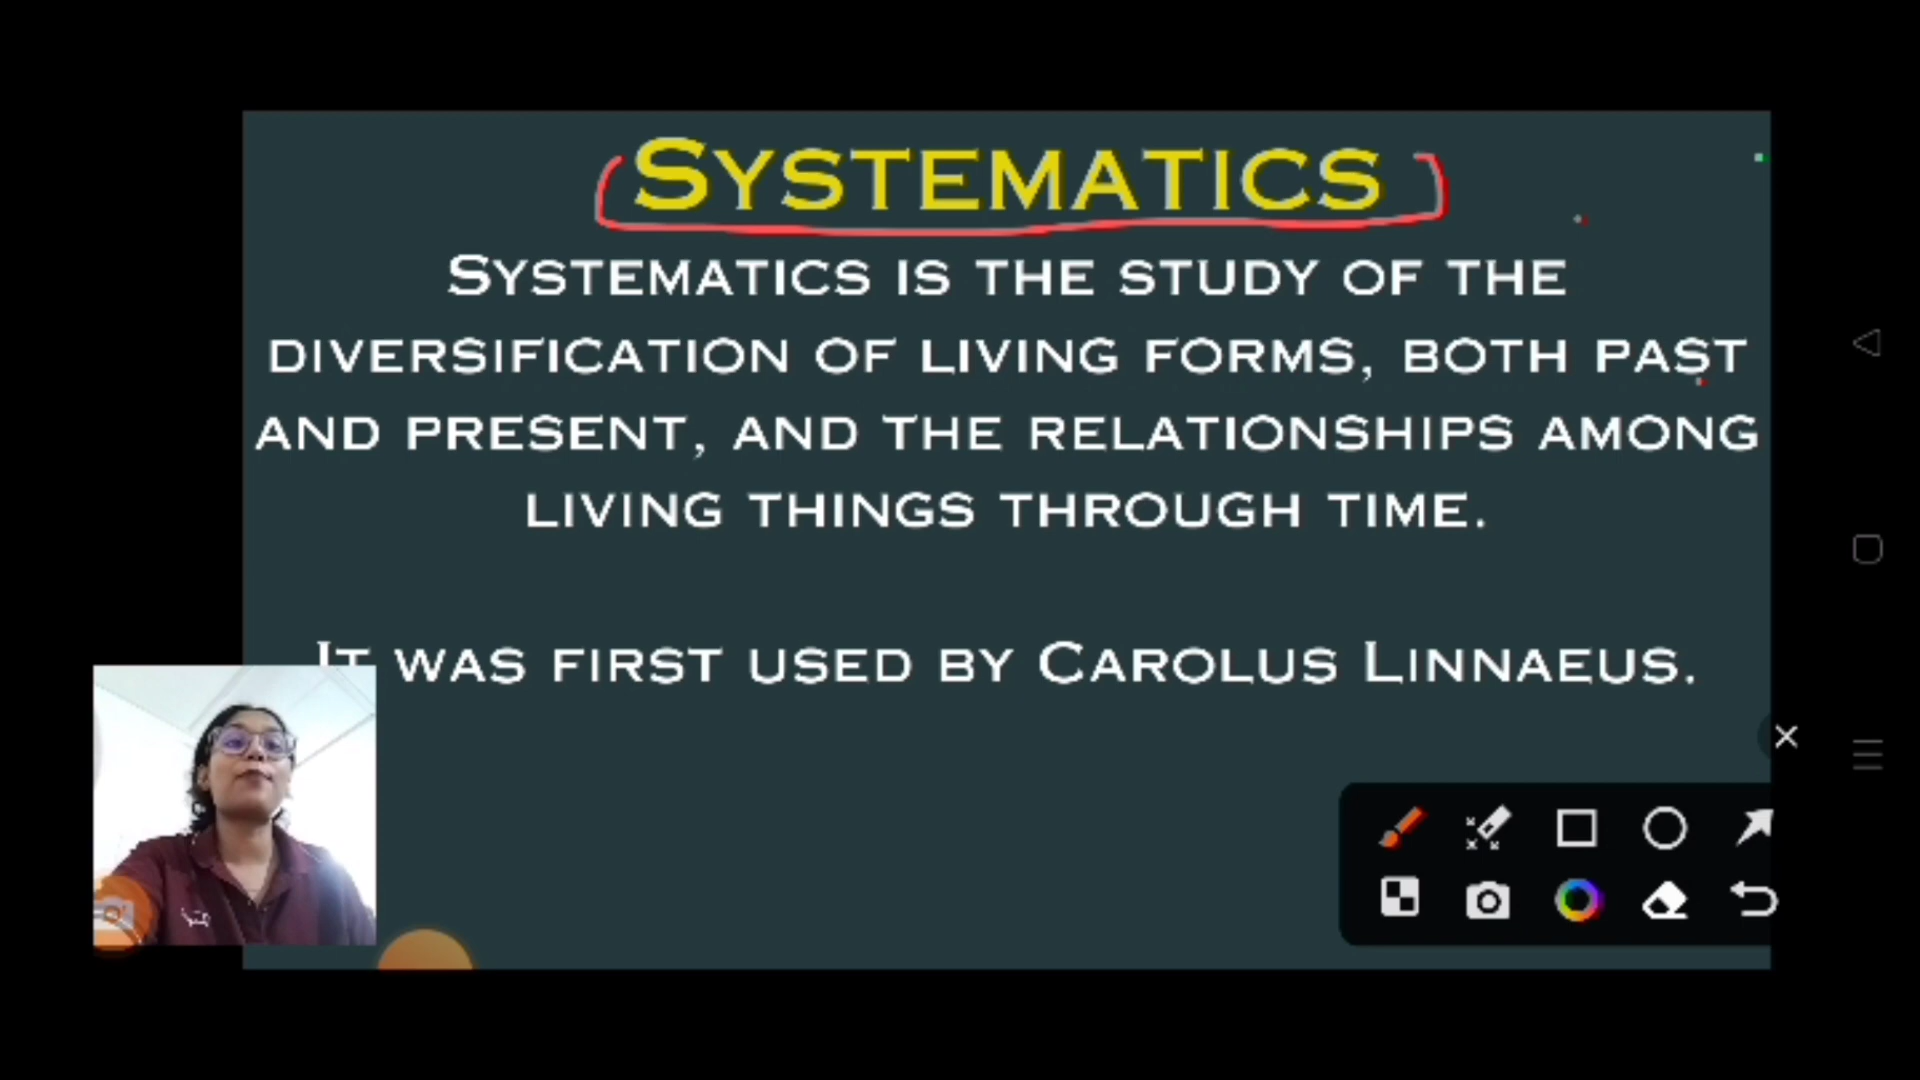 Systematics
Systematics is the study of the
diversification of living forms, both past
and present, and the relationships among
living things through time.
It was first used by Carolus Linnaeus.